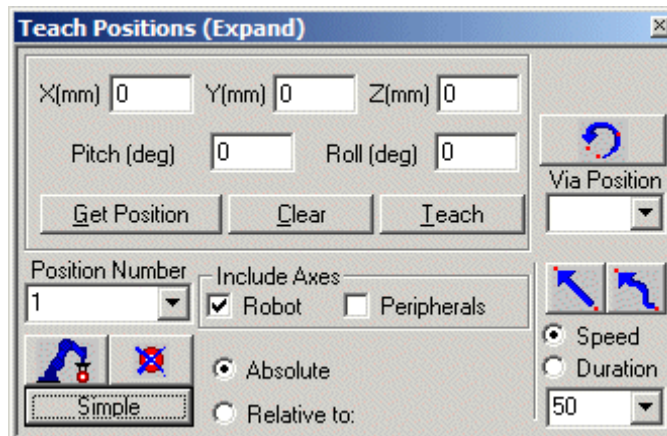 Teach Positions (Expand)
X(mm) 0 Y(mm) 0 Z(mm) 0
Pitch (deg) 0 Roll (deg) 0
Via Position
Get Position Clear Teach
Position Number
Include Axes
1 Robot Peripherals
Speed
Absolute Duration
Simple 50
Relative to: